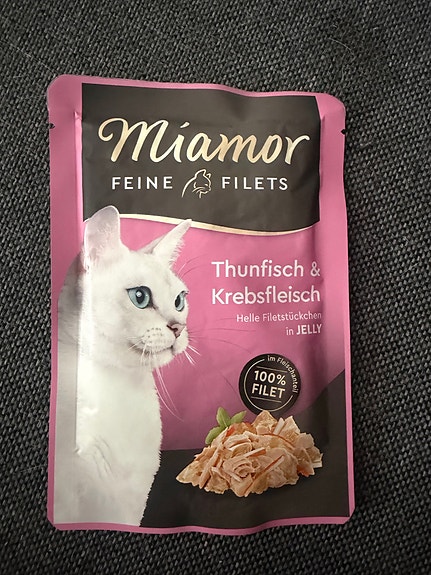 Miamor
FEINE FILETS
Thunfisch &
Krebsfleisch
Helle Filetstückchen
in JELLY
im Fleischanteil
100%
FILET